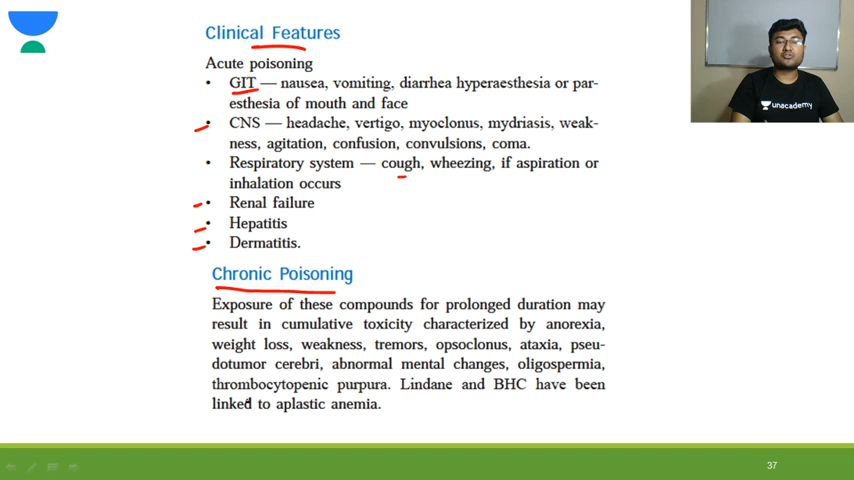 Clinical Features
Acute poisoning
• GIT — nausea, vomiting, diarrhea hyperaesthesia or par-
esthesia of mouth and face
• CNS — headache, vertigo, myoclonus, mydriasis, weak-
ness, agitation, confusion, convulsions, coma.
• Respiratory system — cough, wheezing, if aspiration or
inhalation occurs
• Renal failure
• Hepatitis
• Dermatitis.
Chronic Poisoning
Exposure of these compounds for prolonged duration may
result in cumulative toxicity characterized by anorexia,
weight loss, weakness, tremors, opsoclonus, ataxia, pseu-
dotumor cerebri, abnormal mental changes, oligospermia,
thrombocytopenic purpura. Lindane and BHC have been
linked to aplastic anemia.
unacademy
37